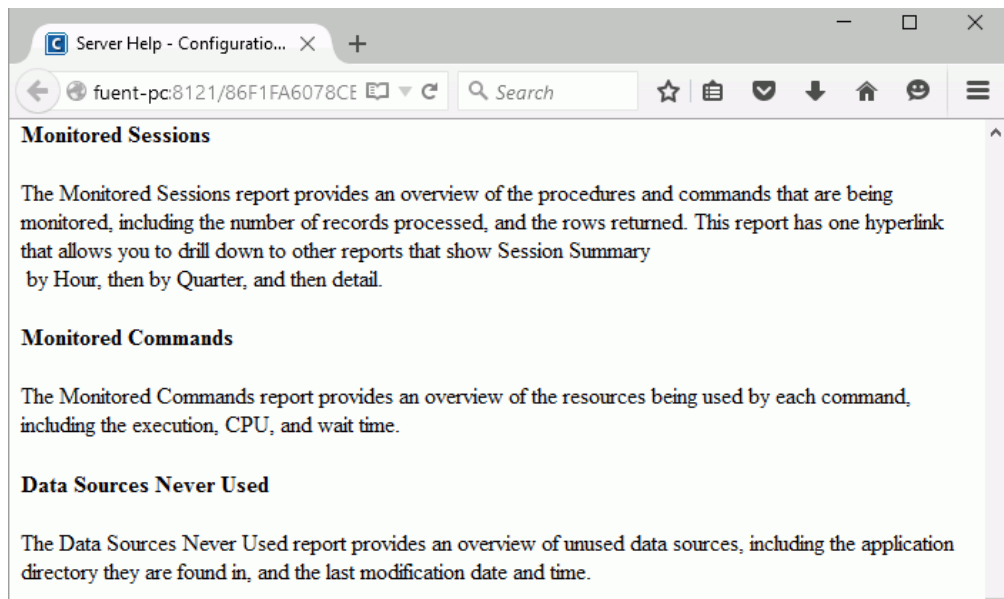 Server Help - Configuratio...
fuent-pc:8121/86F1FA6078CE
Search
Monitored Sessions
The Monitored Sessions report provides an overview of the procedures and commands that are being
monitored, including the number of records processed, and the rows returned. This report has one hyperlink
that allows you to drill down to other reports that show Session Summary
by Hour, then by Quarter, and then detail.
Monitored Commands
The Monitored Commands report provides an overview of the resources being used by each command,
including the execution, CPU, and wait time.
Data Sources Never Used
The Data Sources Never Used report provides an overview of unused data sources, including the application
directory they are found in, and the last modification date and time.